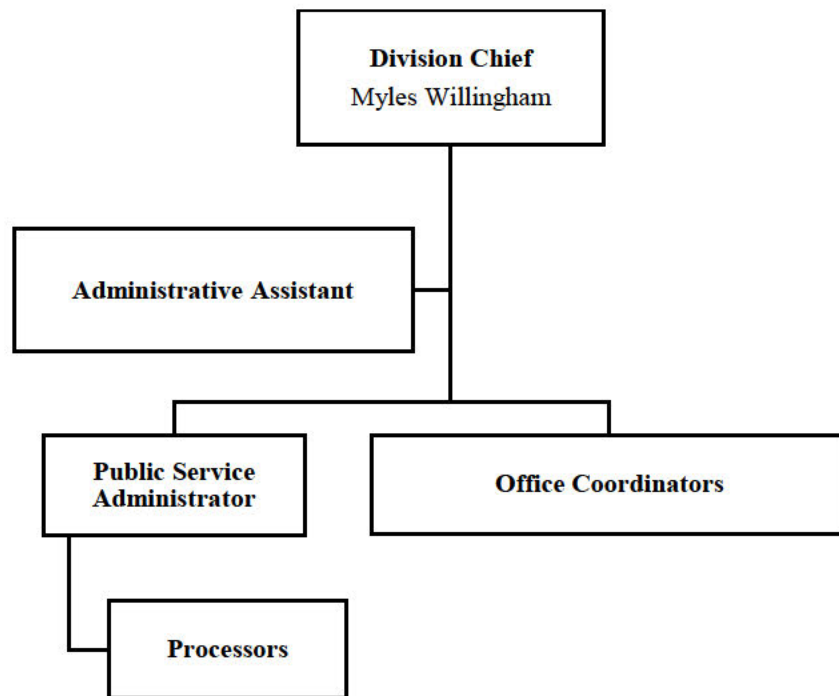 Division Chief
Myles Willingham
Administrative Assistant
Public Service
Administrator
Office Coordinators
Processors